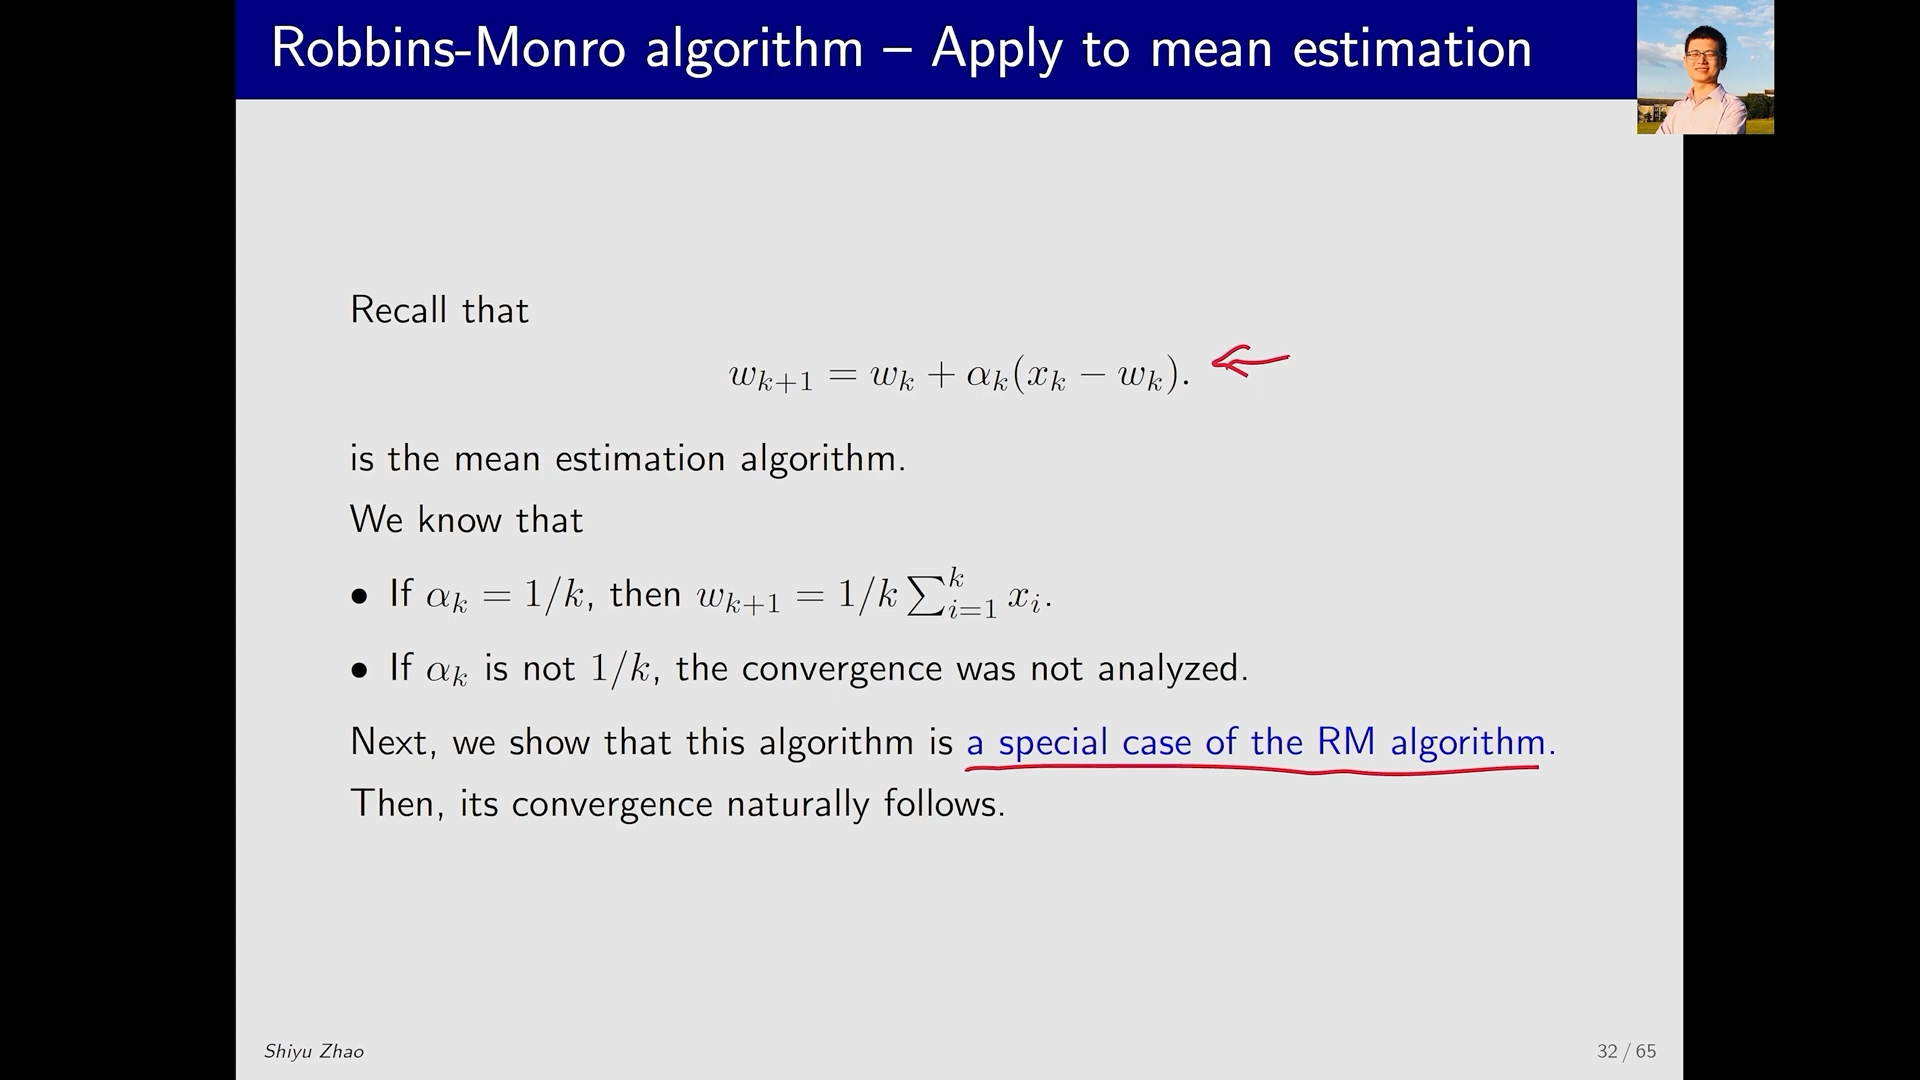 Robbins-Monro algorithm – Apply to mean estimation
Recall that
w_{k+1} = w_k + α_k(x_k − w_k).
is the mean estimation algorithm.
We know that
• If α_k = 1/k, then w_{k+1} = 1/k ∑_{i=1}^{k} x_i.
• If α_k is not 1/k, the convergence was not analyzed.
Next, we show that this algorithm is a special case of the RM algorithm.
Then, its convergence naturally follows.
Shiyu Zhao
32 / 65